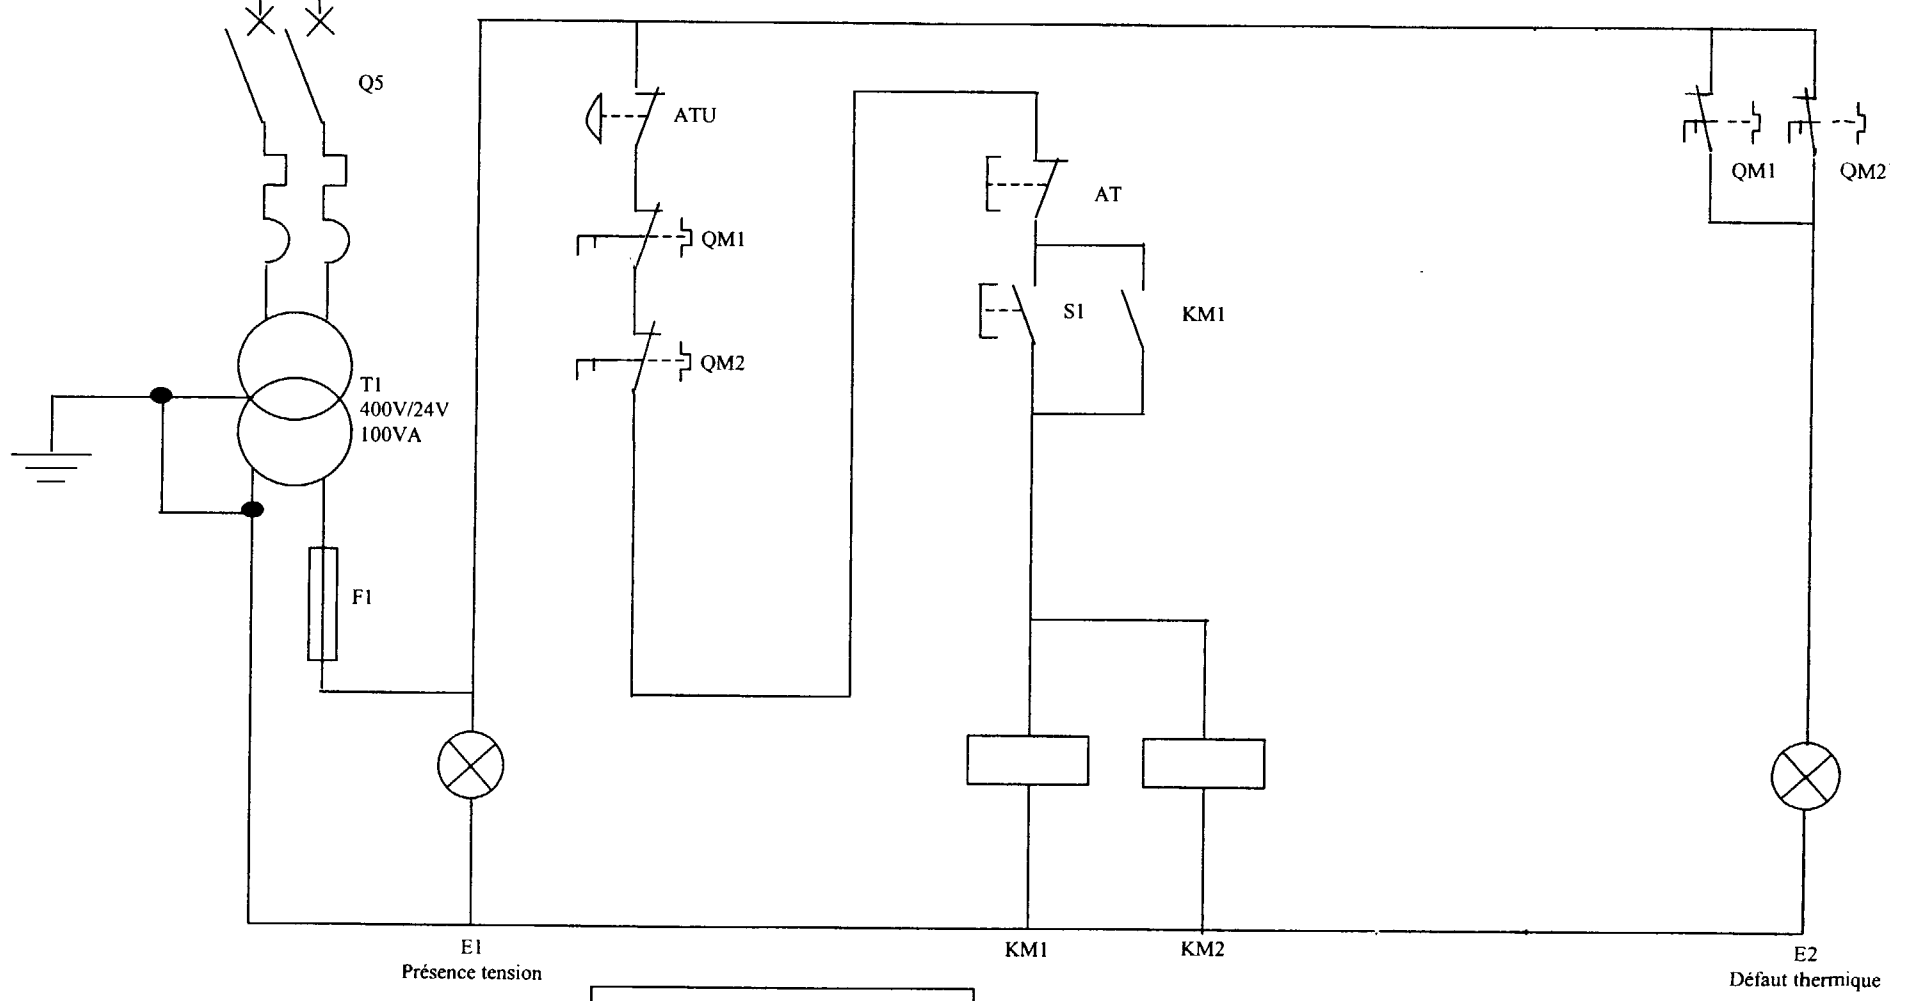 Q5
ATU
QM1
QM2
AT
S1
KM1
QM1
QM2
T1
400V/24V
100VA
F1
E1
Présence tension
KM1
KM2
E2
Défaut thermique